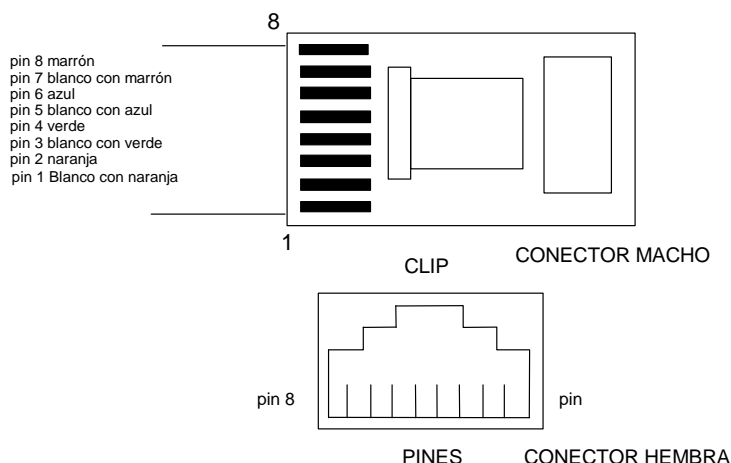 8
pin 8 marrón
pin 7 blanco con marrón
pin 6 azul
pin 5 blanco con azul
pin 4 verde
pin 3 blanco con verde
pin 2 naranja
pin 1 Blanco con naranja
1
CONECTOR MACHO
CLIP
pin 8
pin
PINES
CONECTOR HEMBRA